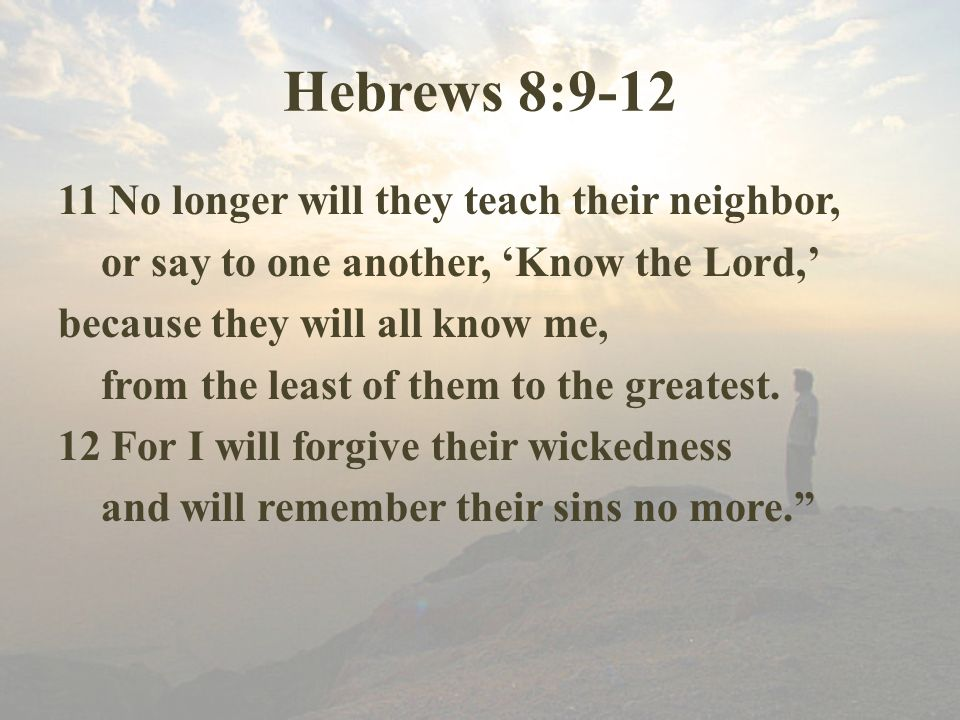 Hebrews 8:9-12
11 No longer will they teach their neighbor,
or say to one another, ‘Know the Lord,’
because they will all know me,
from the least of them to the greatest.
12 For I will forgive their wickedness
and will remember their sins no more.”